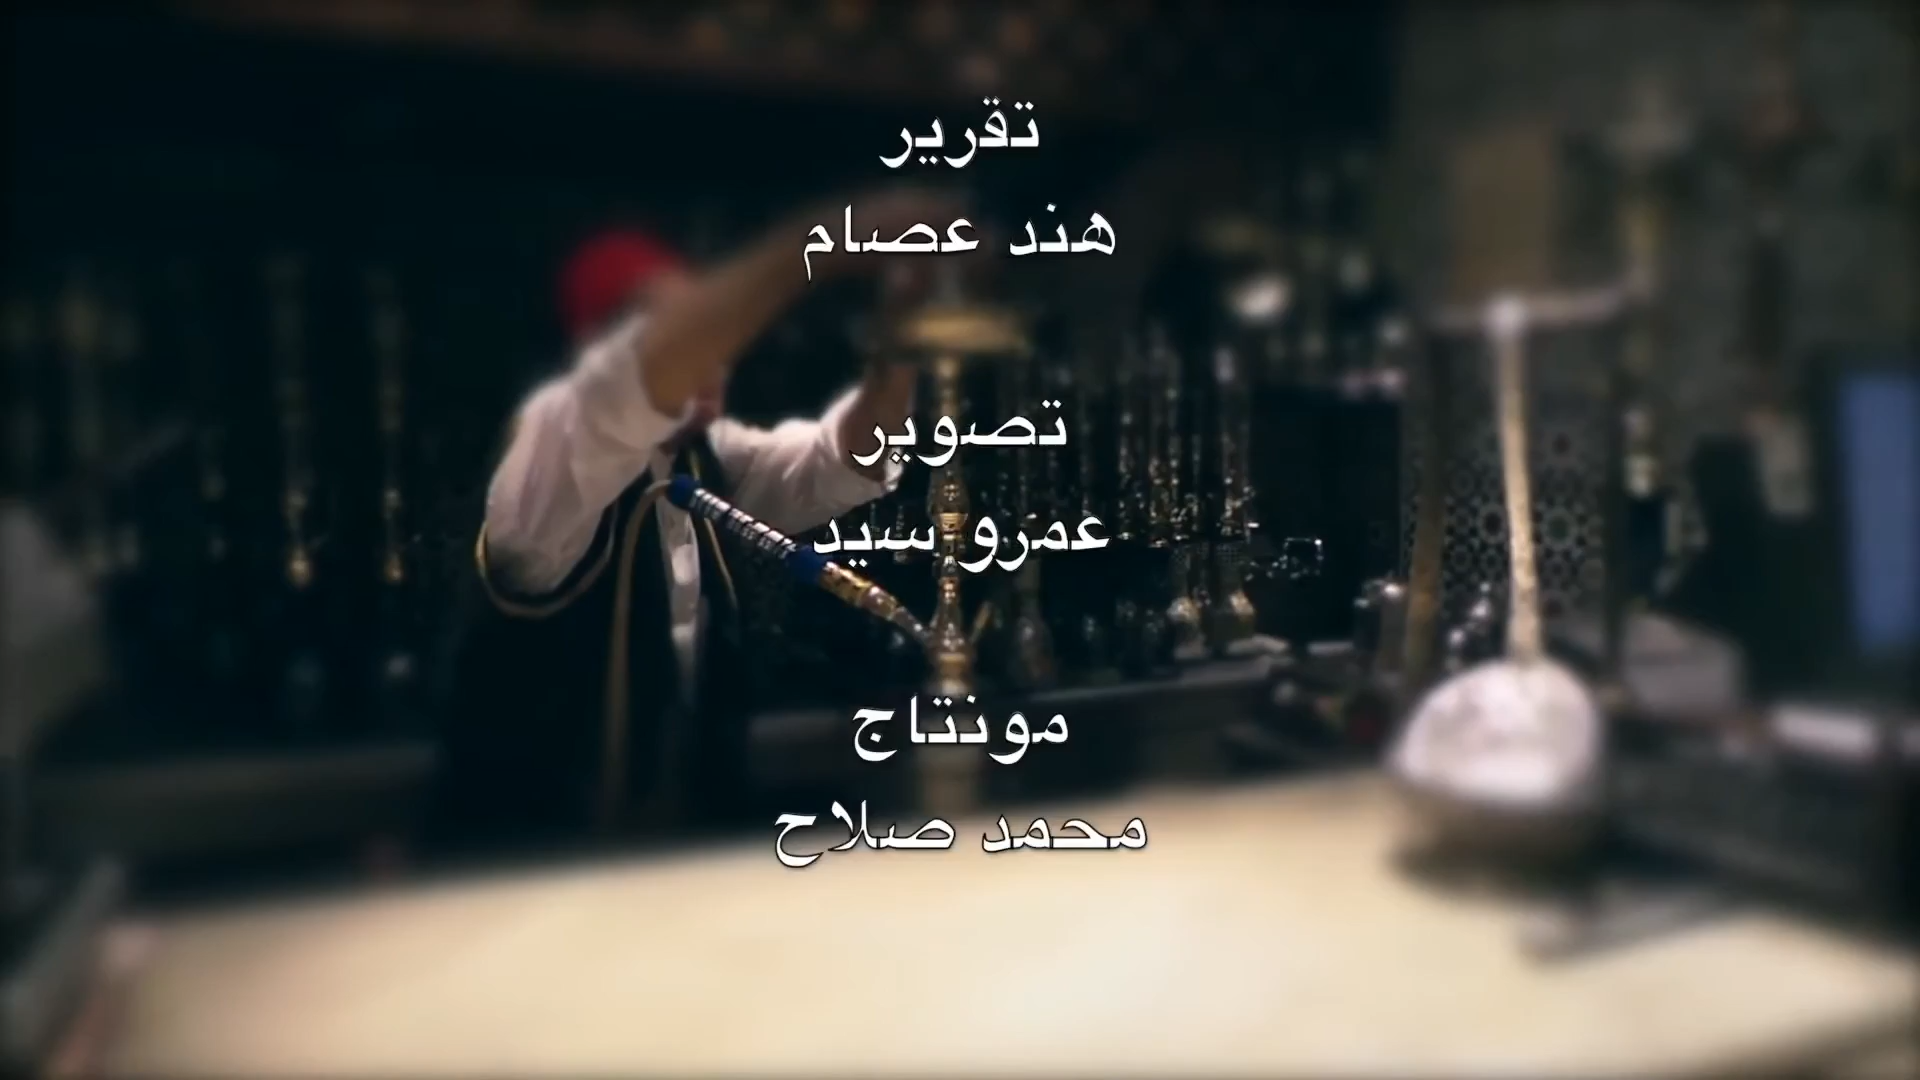 تقرير
هند عصام
تصوير
عمرو سيد
مونتاج
محمد صلاح